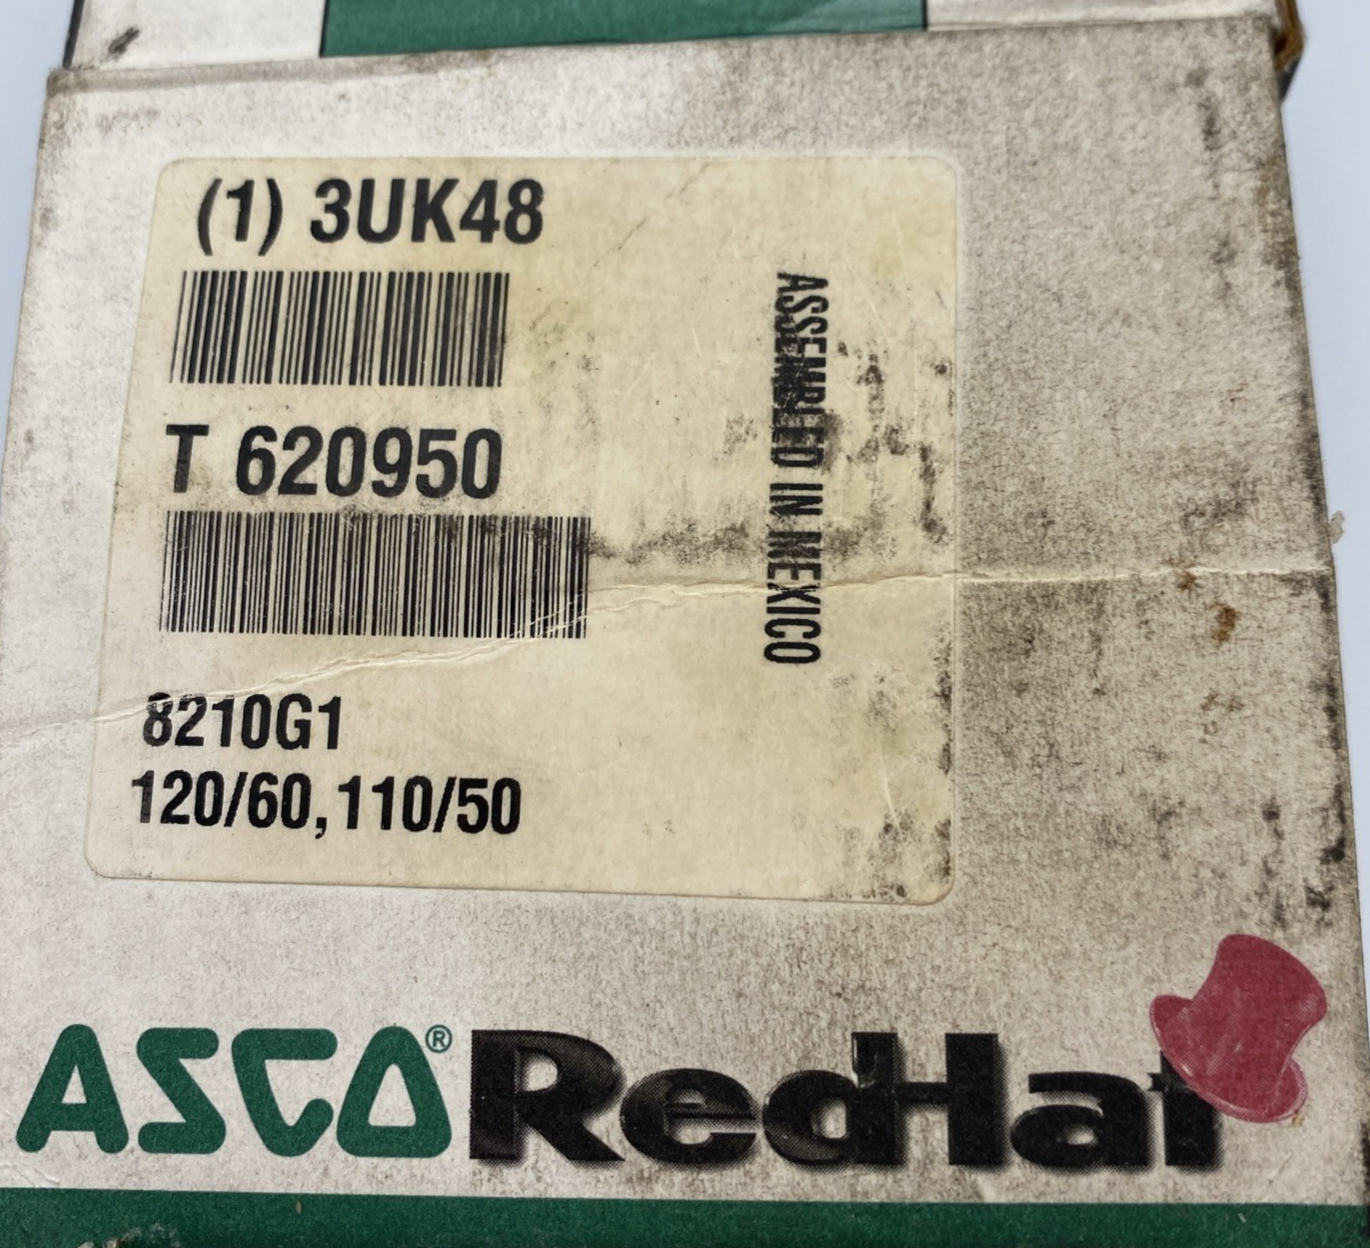 (1) 3UK48
T 620950
8210G1
120/60,110/50
ASSEMBLED IN MEXICO
ASCO® RedHat